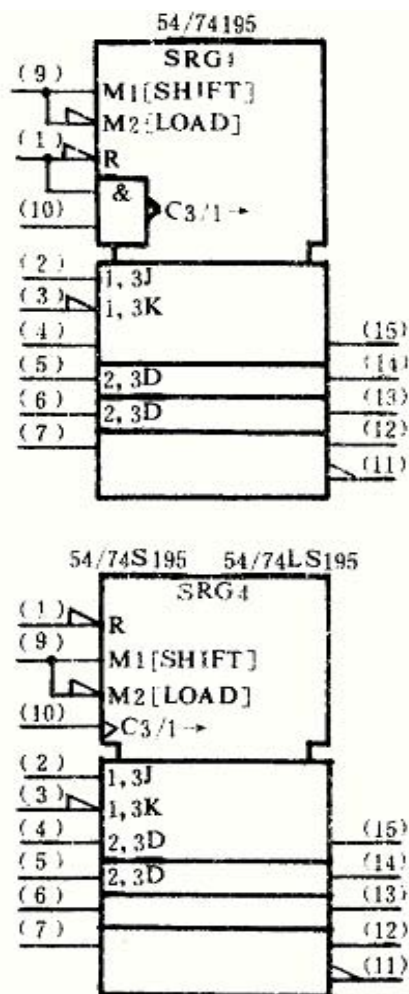 54/74195
SRG4
(9)
M1[SHIFT]
M2[LOAD]
(1)
R
&
(10)
C3/1→
(2)
1,3J
(3)
1,3K
(4)
(15)
(5)
2,3D
(14)
(6)
2,3D
(13)
(7)
(12)
(11)
54/74S195 54/74LS195
SRG4
(1)
R
(9)
M1[SHIFT]
M2[LOAD]
(10)
C3/1→
(2)
1,3J
(3)
1,3K
(4)
2,3D
(15)
(5)
2,3D
(14)
(6)
(13)
(7)
(12)
(11)